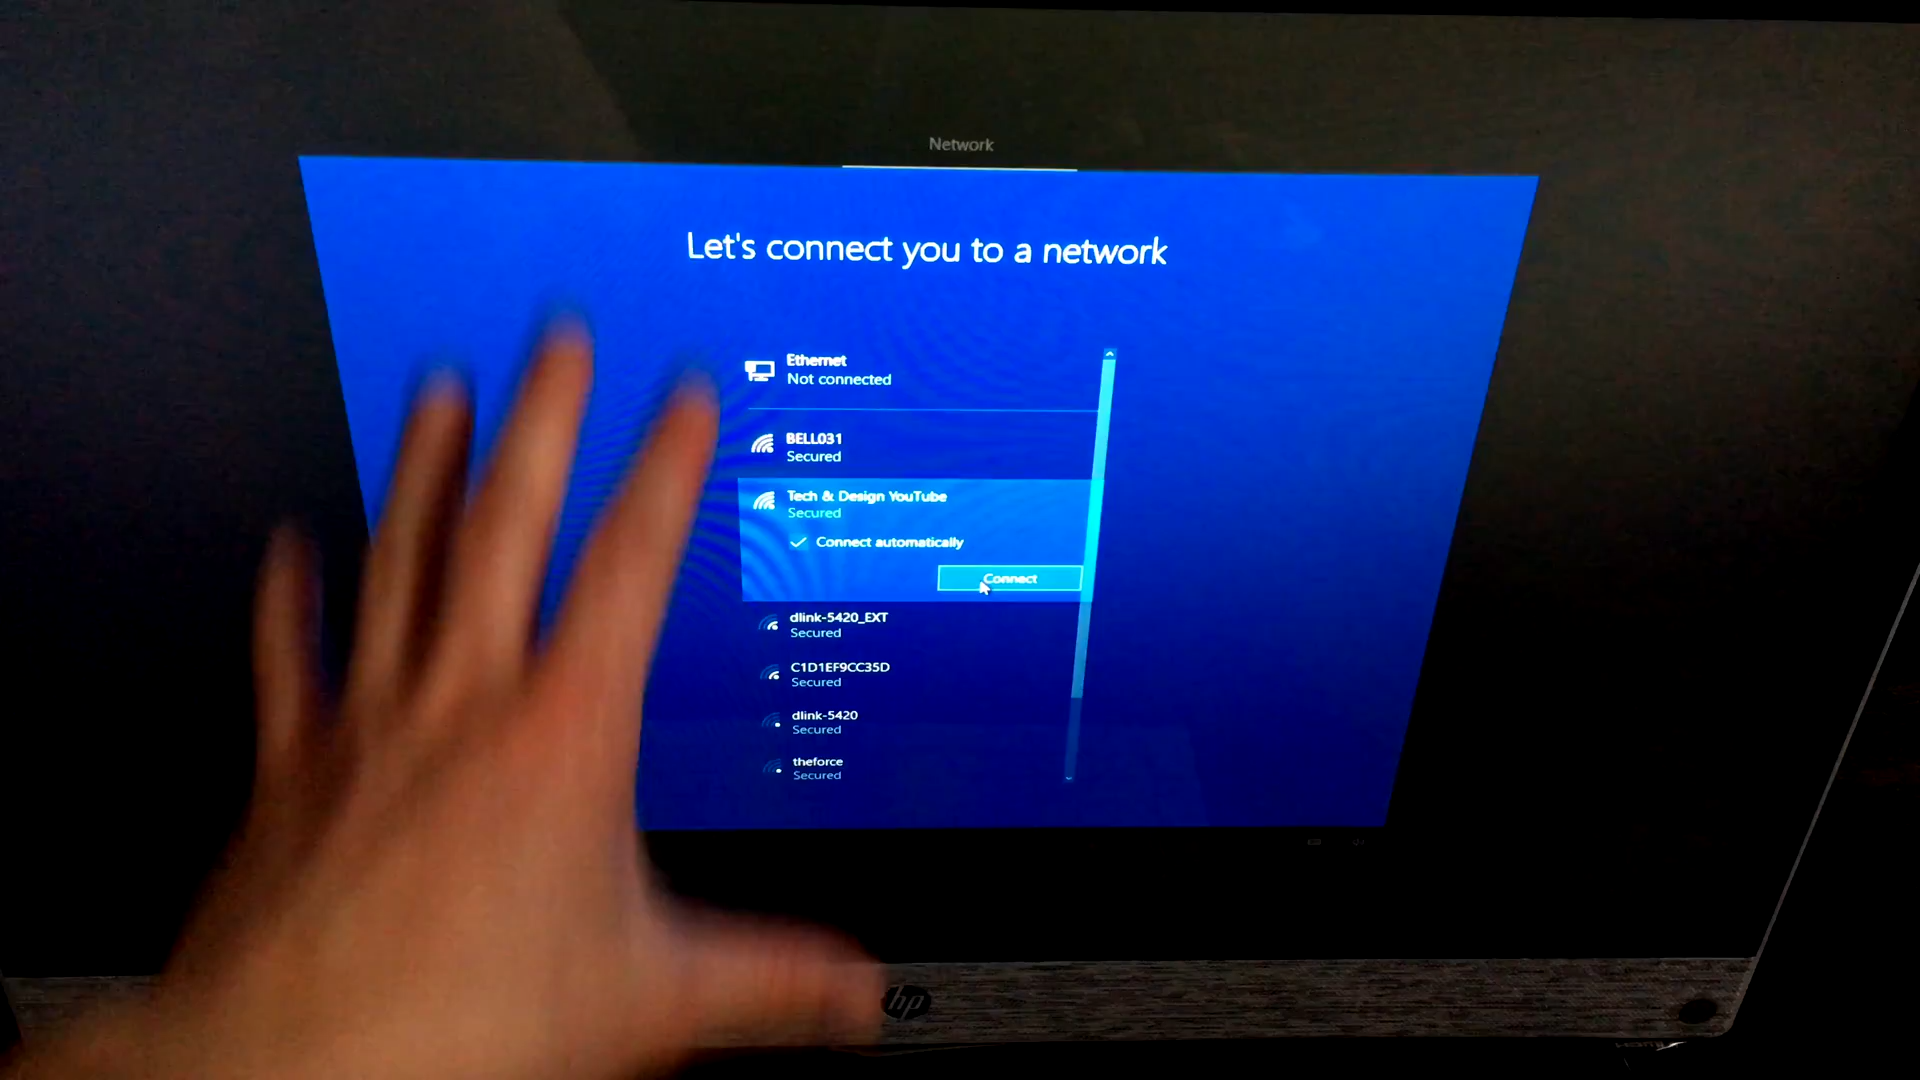 Network
Let's connect you to a network
Ethernet
Not connected
BELL031
Secured
Tech & Design YouTube
Secured
Connect automatically
Connect
dlink-5420_EXT
Secured
C1D1EF9CC35D
Secured
dlink-5420
Secured
theforce
Secured
hp